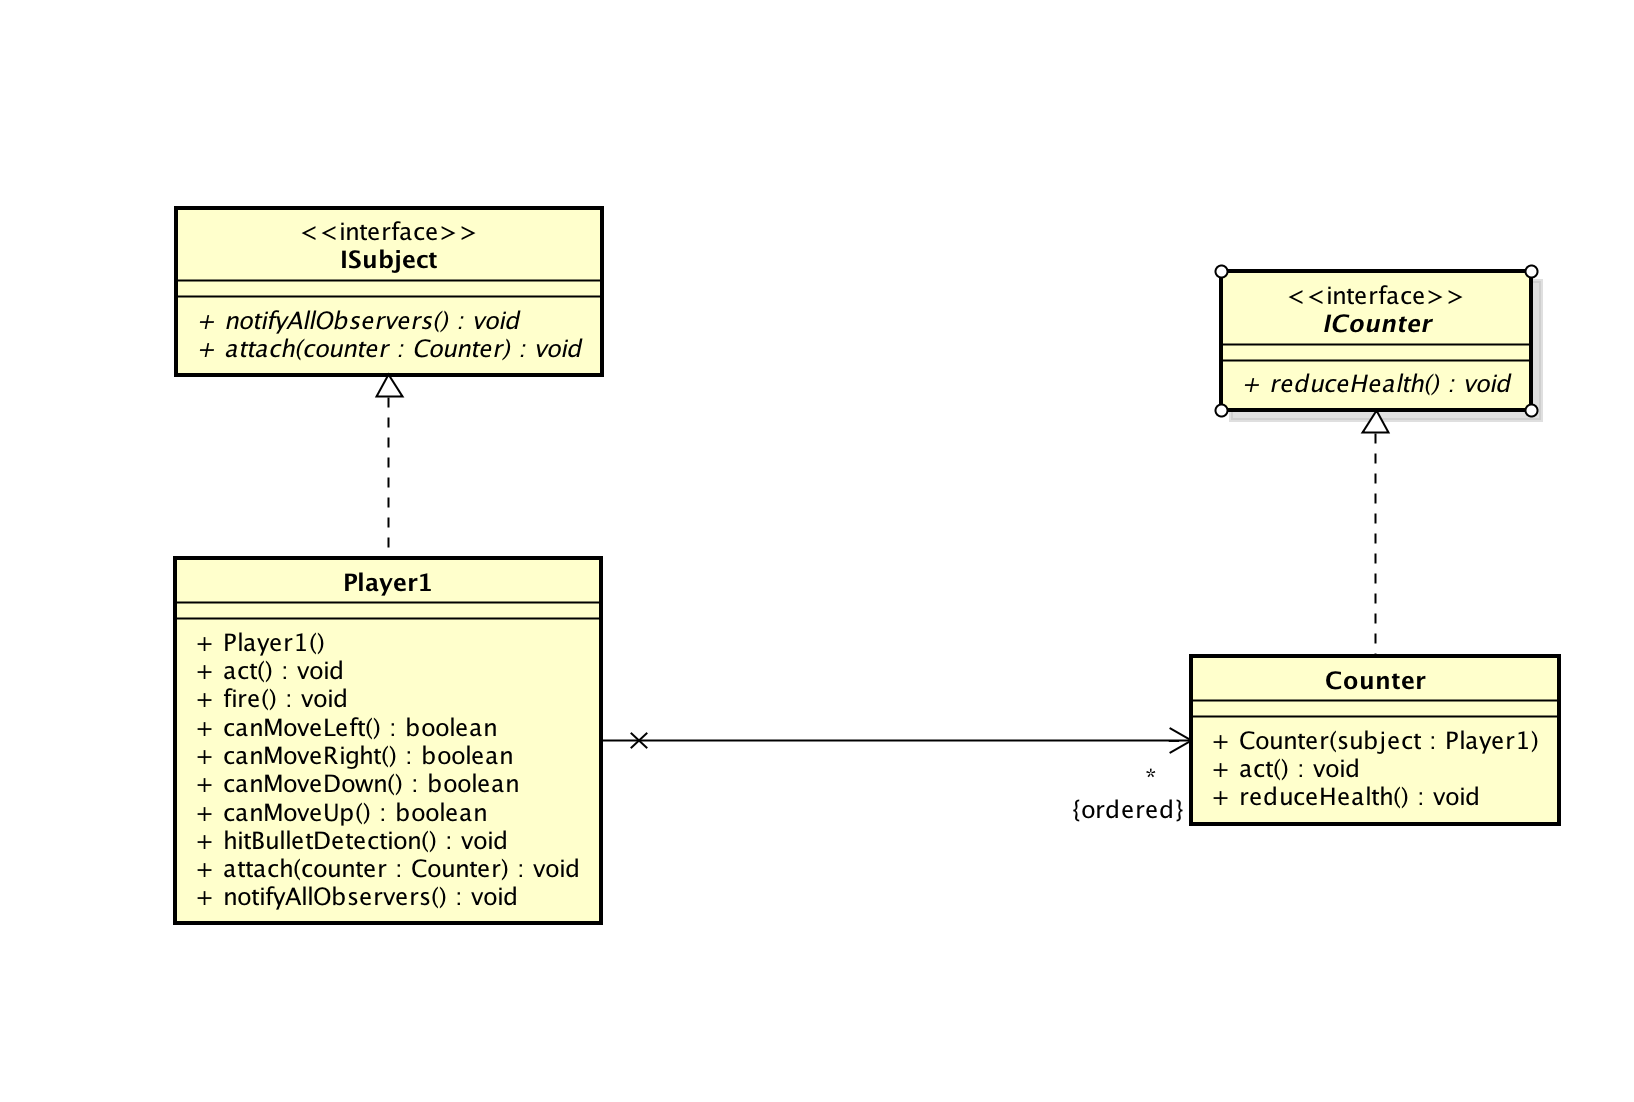 <<interface>>
ISubject
+ notifyAllObservers() : void
+ attach(counter : Counter) : void
<<interface>>
ICounter
+ reduceHealth() : void
Player1
+ Player1()
+ act() : void
+ fire() : void
+ canMoveLeft() : boolean
+ canMoveRight() : boolean
+ canMoveDown() : boolean
+ canMoveUp() : boolean
+ hitBulletDetection() : void
+ attach(counter : Counter) : void
+ notifyAllObservers() : void
*
{ordered}
Counter
+ Counter(subject : Player1)
+ act() : void
+ reduceHealth() : void